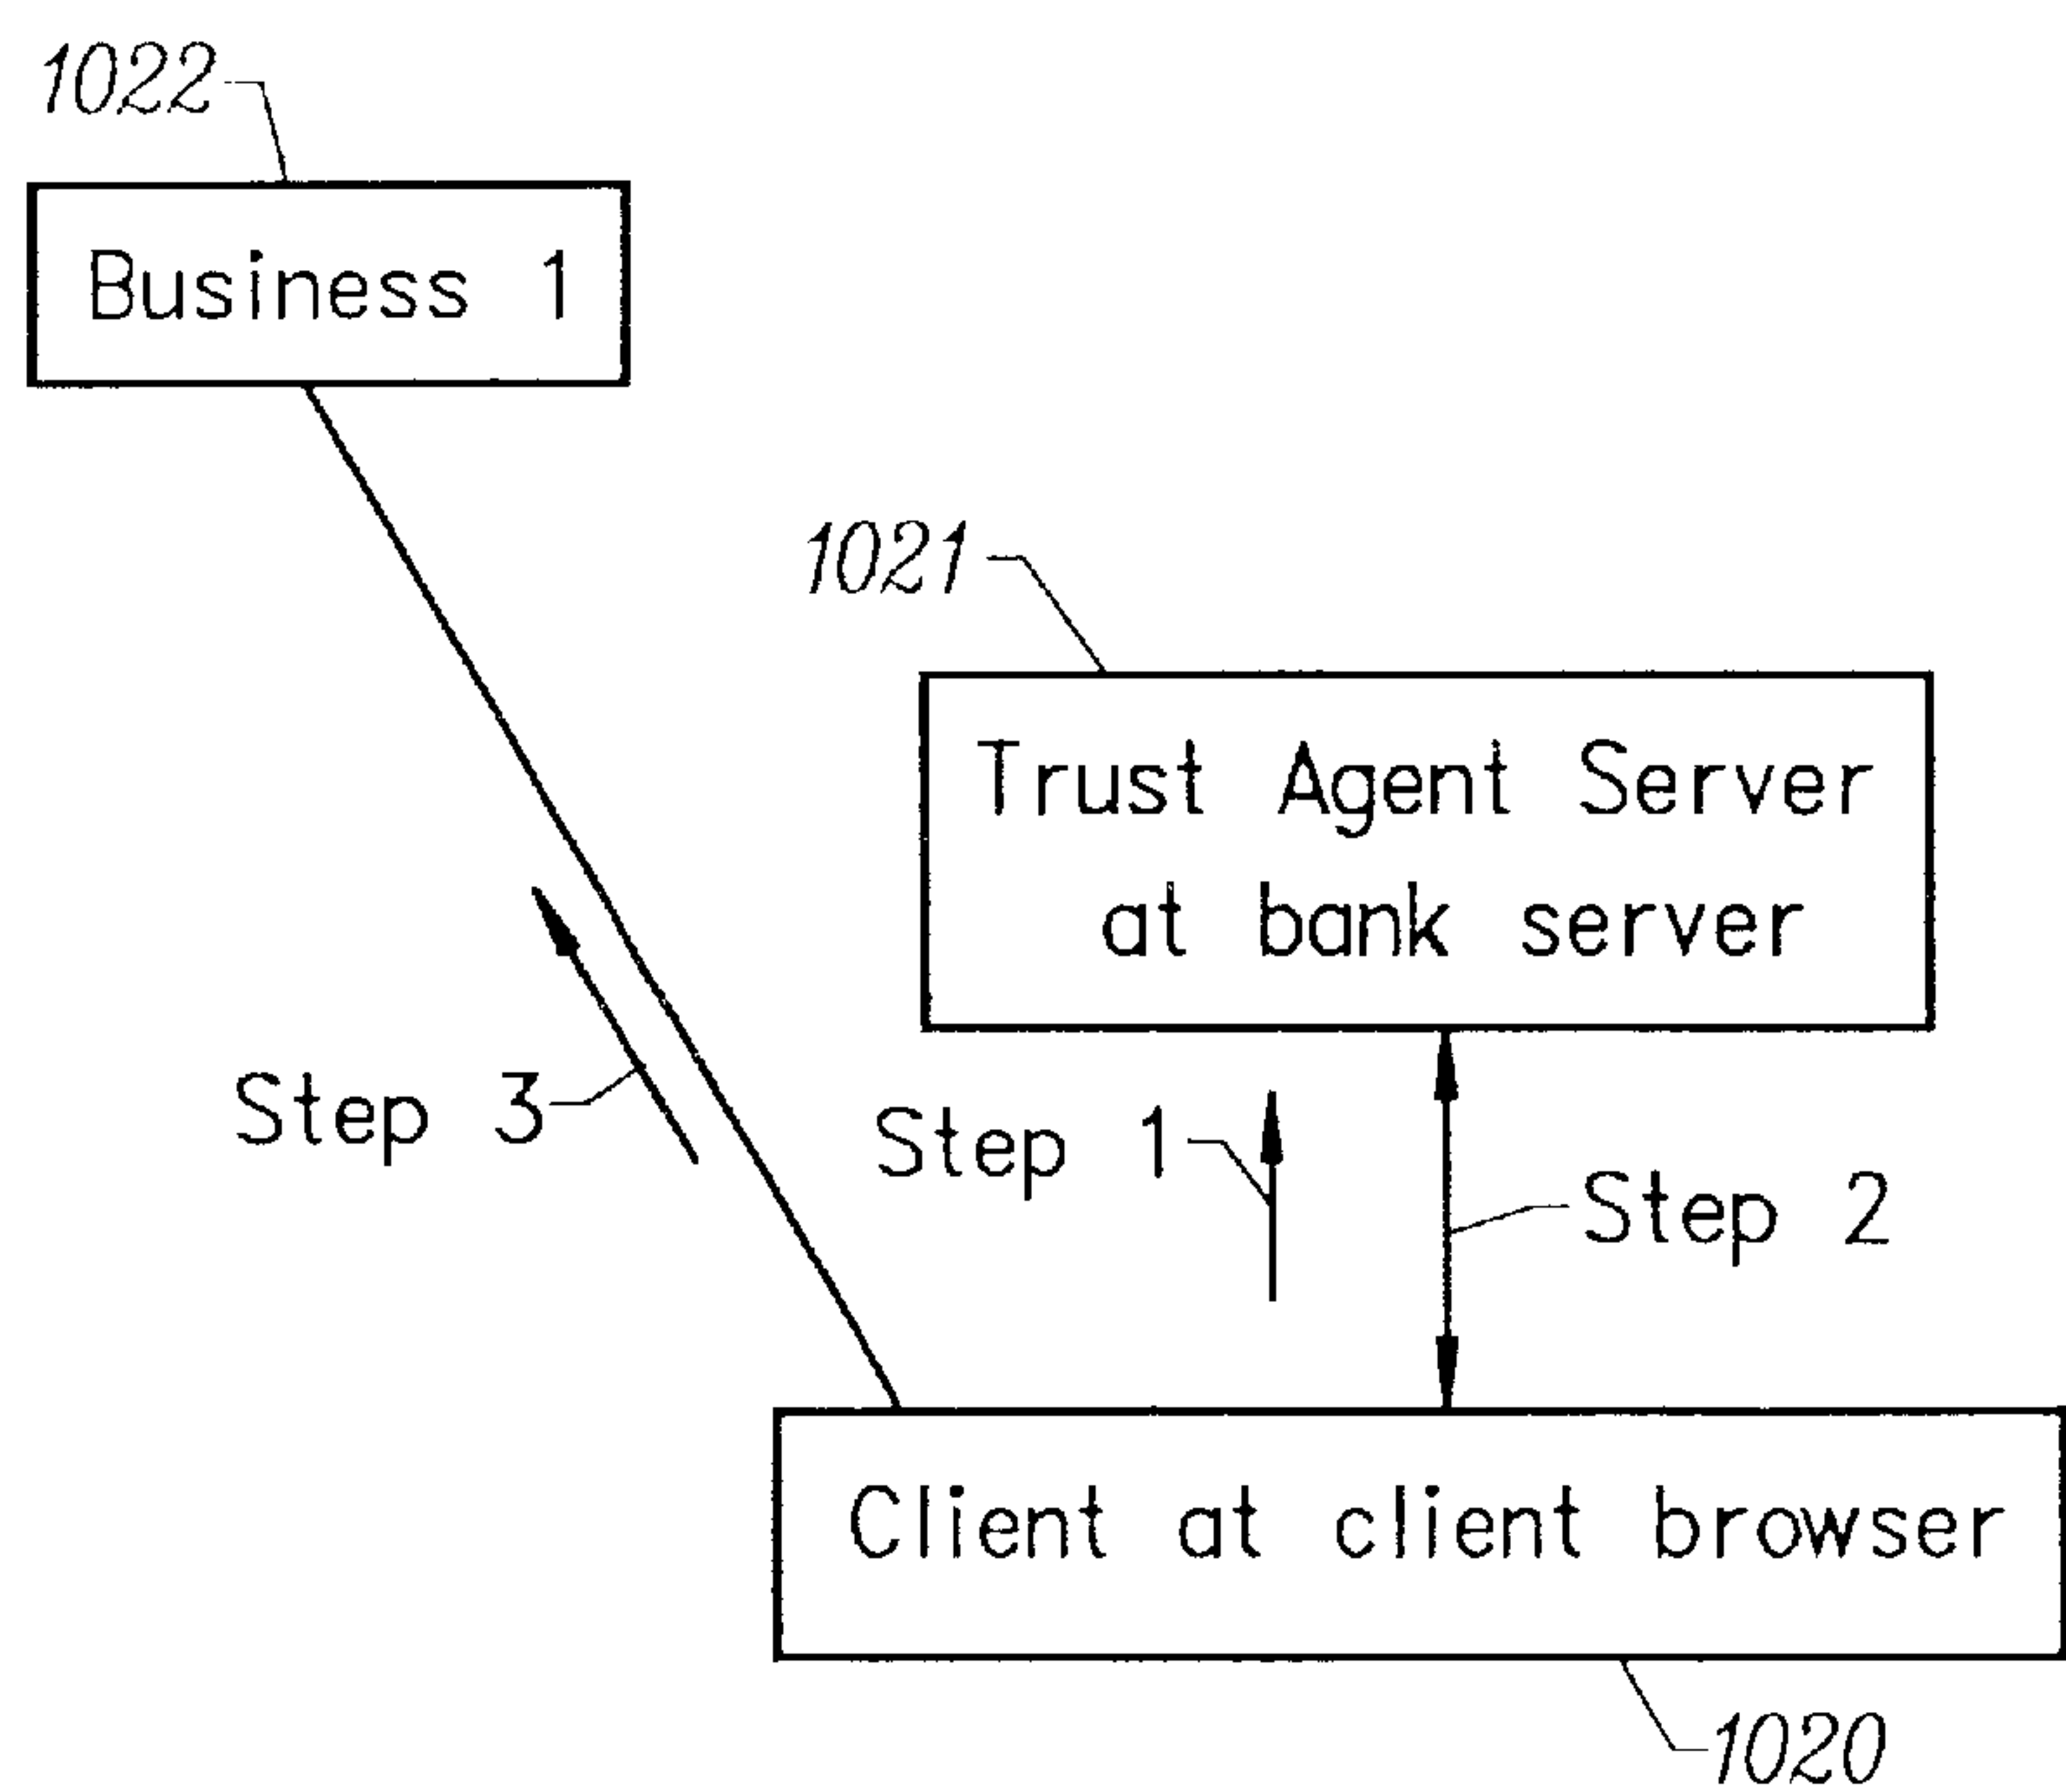 1022
Business 1
1021
Trust Agent Server
at bank server
Step 3
Step 1
Step 2
Client at client browser
1020